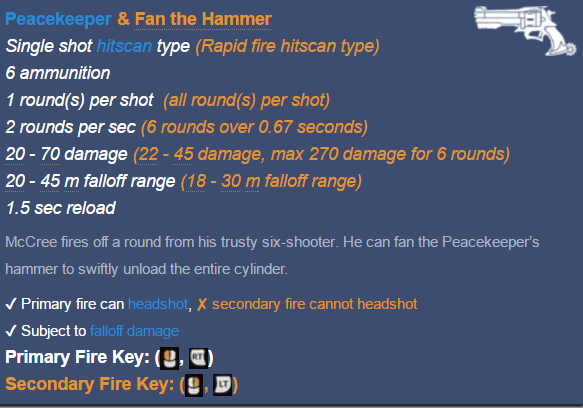 Peacekeeper & Fan the Hammer
Single shot hitscan type (Rapid fire hitscan type)
6 ammunition
1 round(s) per shot (all round(s) per shot)
2 rounds per sec (6 rounds over 0.67 seconds)
20 - 70 damage (22 - 45 damage, max 270 damage for 6 rounds)
20 - 45 m falloff range (18 - 30 m falloff range)
1.5 sec reload
McCree fires off a round from his trusty six-shooter. He can fan the Peacekeeper's
hammer to swiftly unload the entire cylinder.
✓ Primary fire can headshot, ✗ secondary fire cannot headshot
✓ Subject to falloff damage
Primary Fire Key: (, RT)
Secondary Fire Key: (, LT)